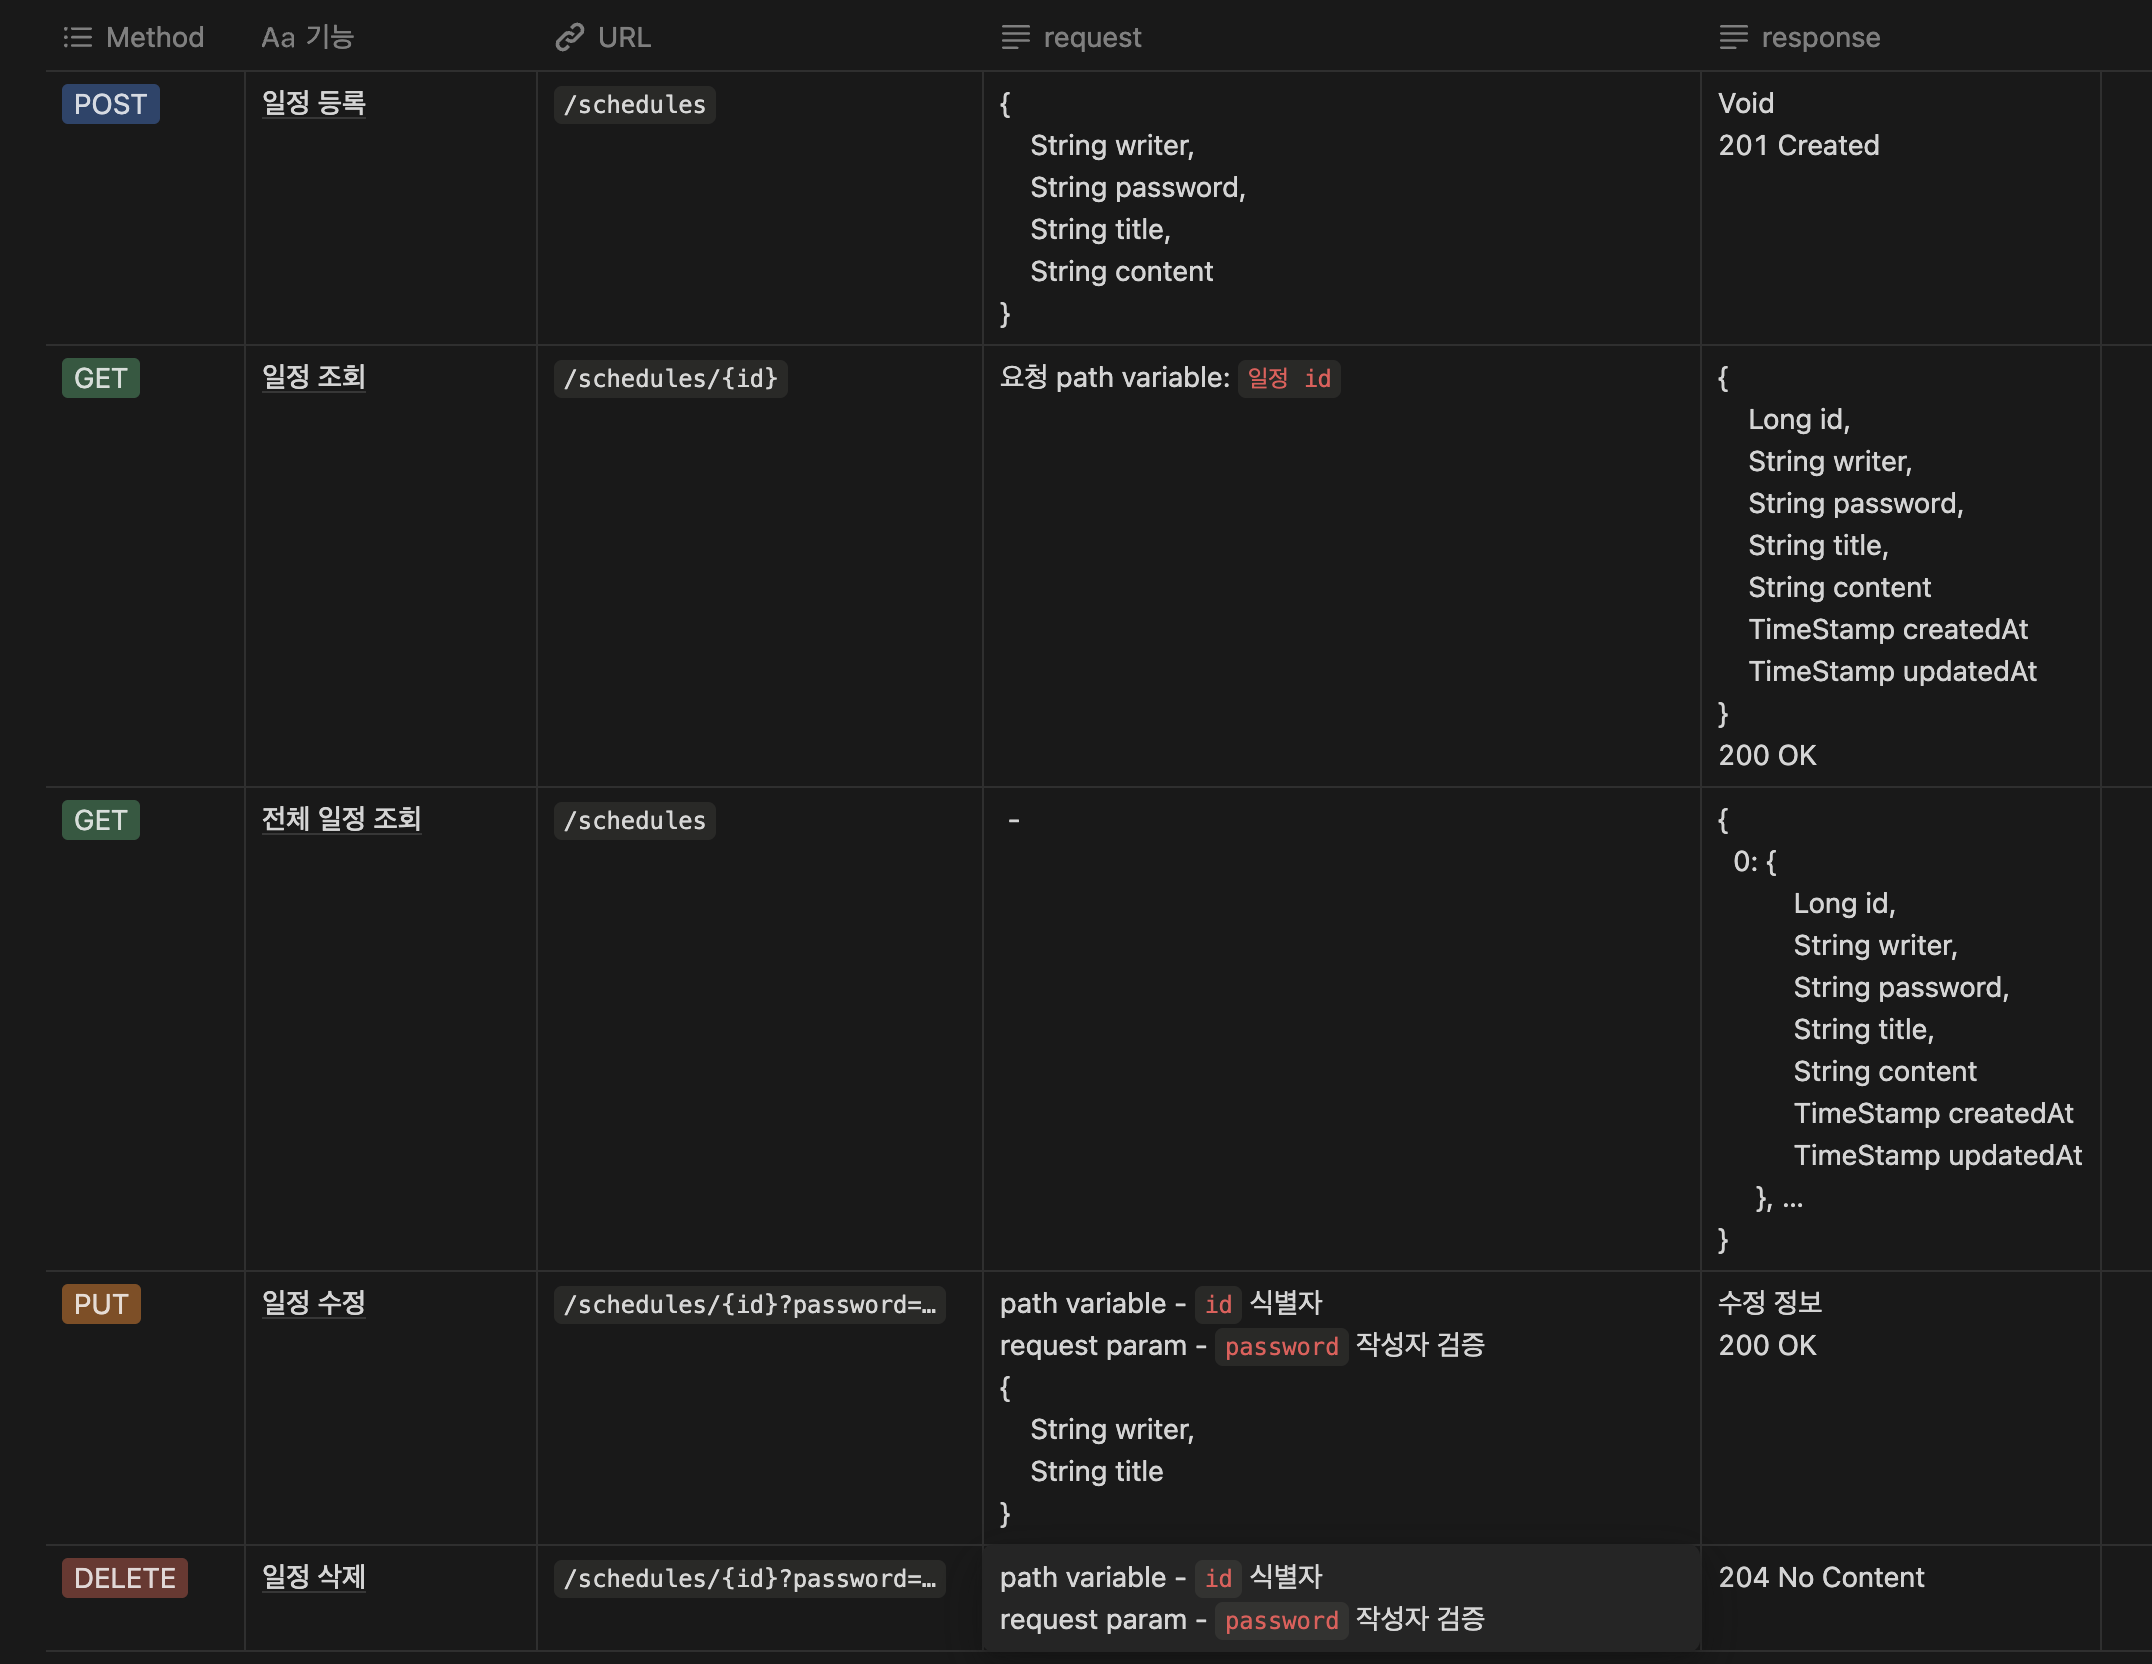 Method Aa 기능 URL request response
POST 일정 등록 /schedules { Void
String writer, 201 Created
String password,
String title,
String content
}
GET 일정 조회 /schedules/{id} 요청 path variable: 일정 id {
Long id,
String writer,
String password,
String title,
String content
TimeStamp createdAt
TimeStamp updatedAt
}
200 OK
GET 전체 일정 조회 /schedules - {
0: {
Long id,
String writer,
String password,
String title,
String content
TimeStamp createdAt
TimeStamp updatedAt
}, ...
}
PUT 일정 수정 /schedules/{id}?password=… path variable - id 식별자 수정 정보
request param - password 작성자 검증 200 OK
{
String writer,
String title
}
DELETE 일정 삭제 /schedules/{id}?password=… path variable - id 식별자 204 No Content
request param - password 작성자 검증